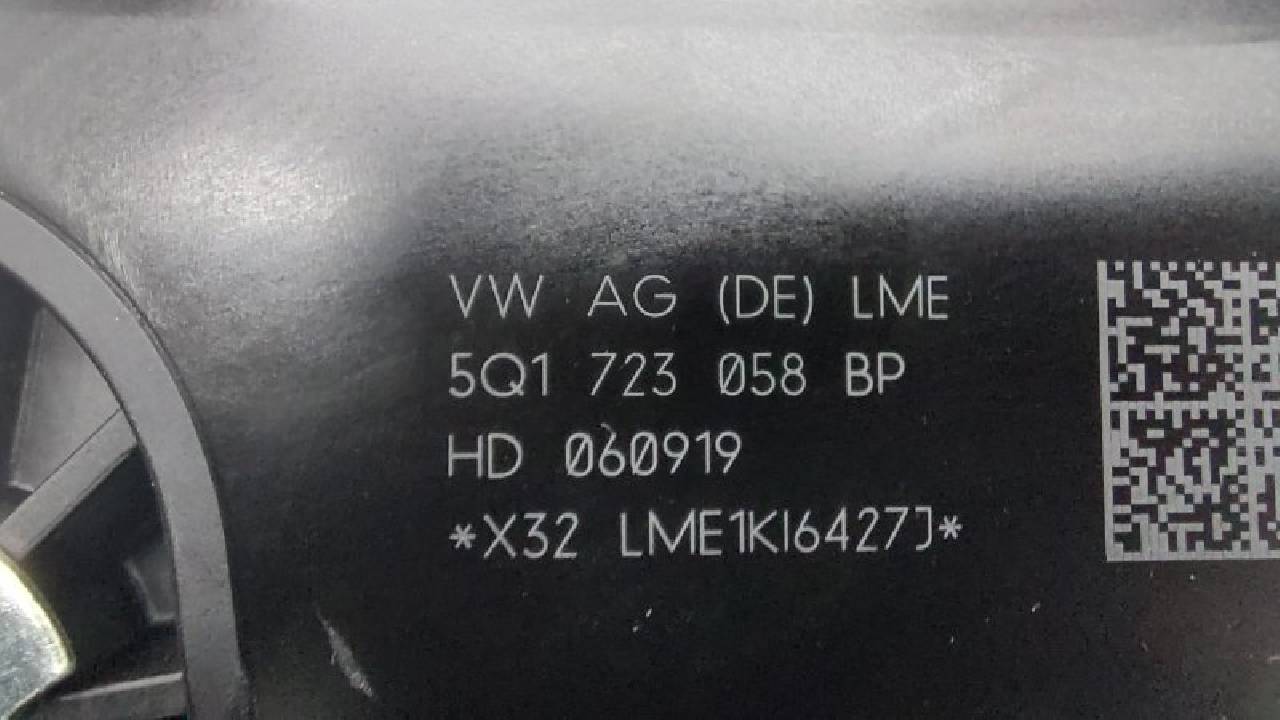 VW AG (DE) LME
5Q1 723 058 BP
HD 060919
*X32 LME1KI6427J*